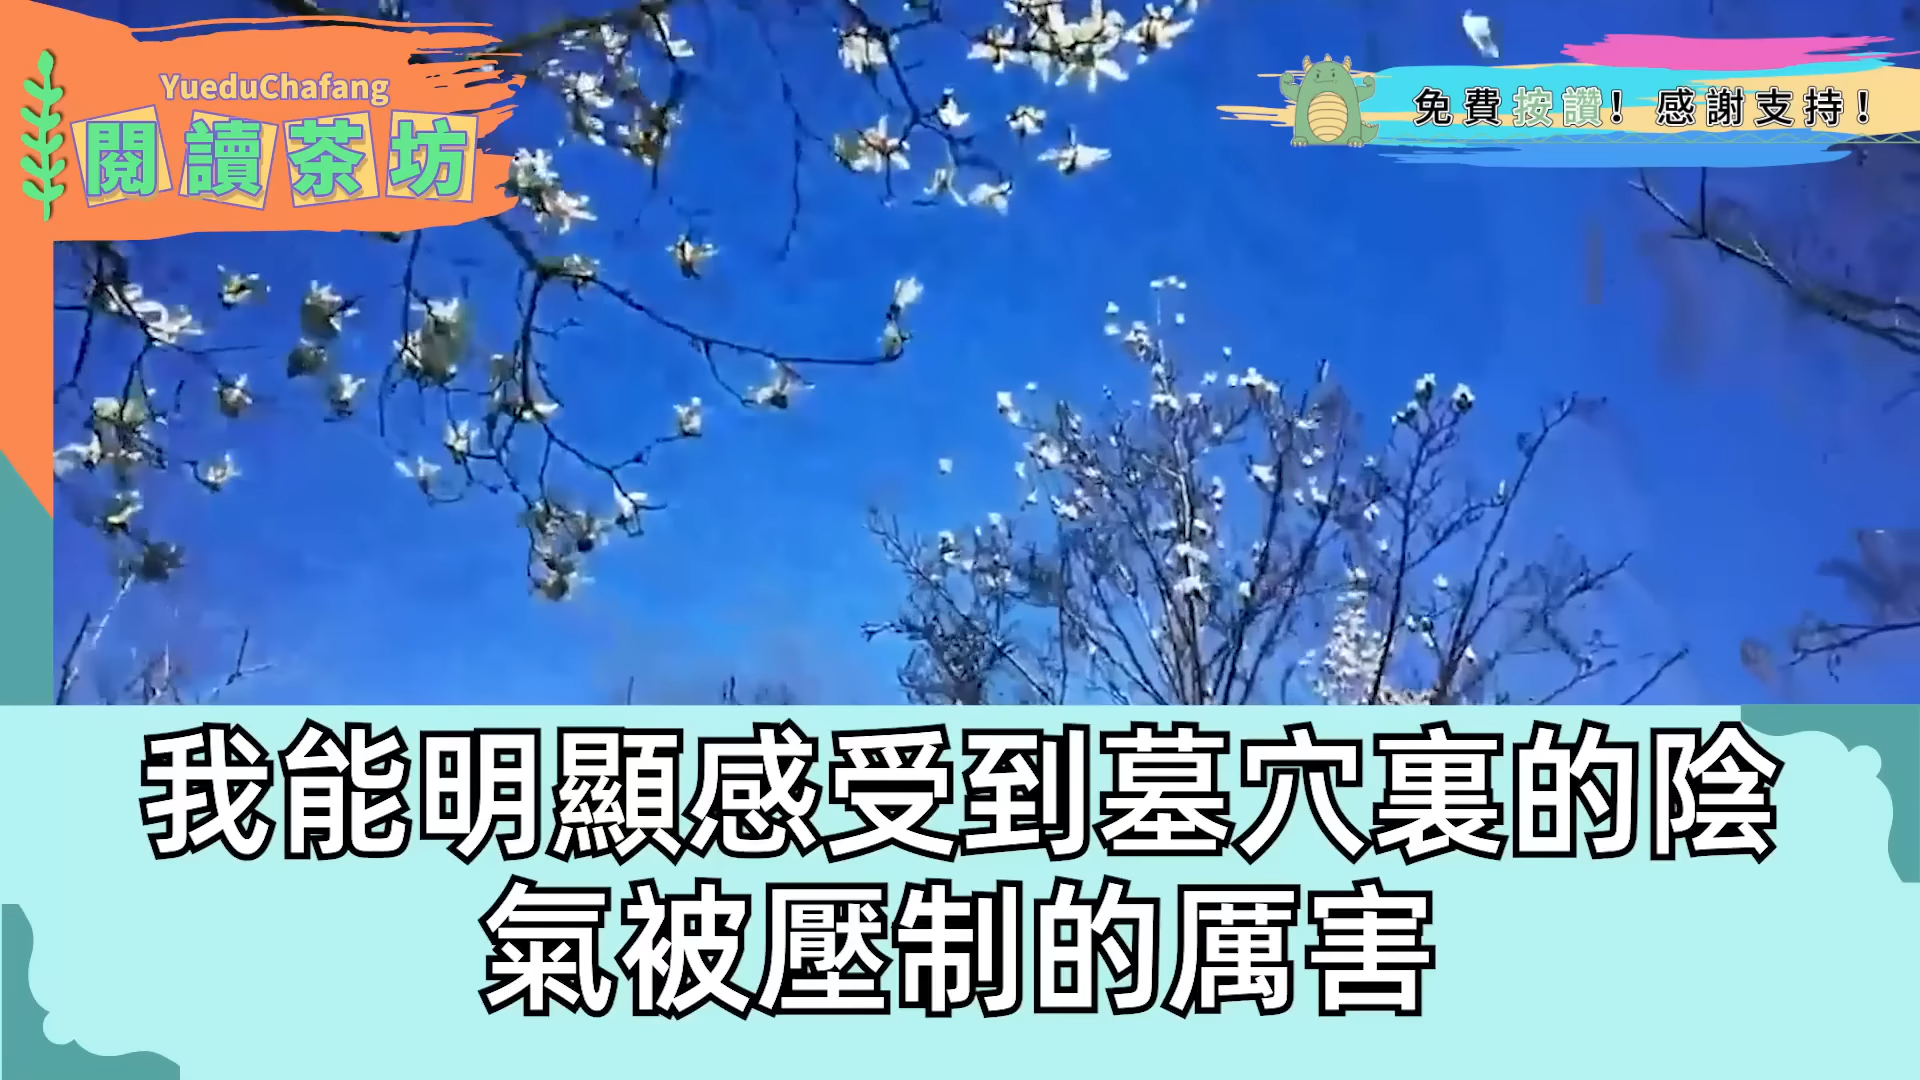 YueduChafang
閱讀茶坊
免費按讚！感謝支持！
我能明顯感受到墓穴裏的陰
氣被壓制的厲害